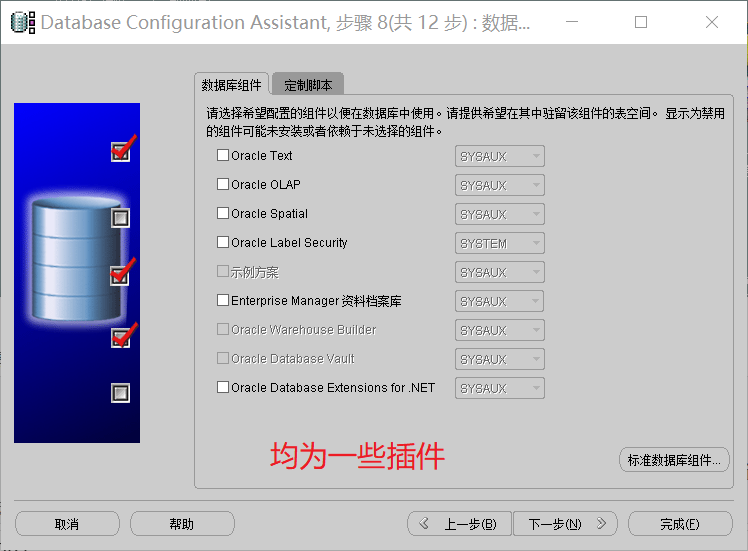 Database Configuration Assistant, 步骤 8(共 12 步) : 数据...
数据库组件
定制脚本
请选择希望配置的组件以便在数据库中使用。请提供希望在其中驻留该组件的表空间。 显示为禁用
的组件可能未安装或者依赖于未选择的组件。
Oracle Text SYSAUX
Oracle OLAP SYSAUX
Oracle Spatial SYSAUX
Oracle Label Security SYSTEM
示例方案 SYSAUX
Enterprise Manager 资料档案库 SYSAUX
Oracle Warehouse Builder SYSAUX
Oracle Database Vault SYSAUX
Oracle Database Extensions for .NET SYSAUX
均为一些插件
标准数据库组件...
取消 帮助 上一步(B) 下一步(N) 完成(F)